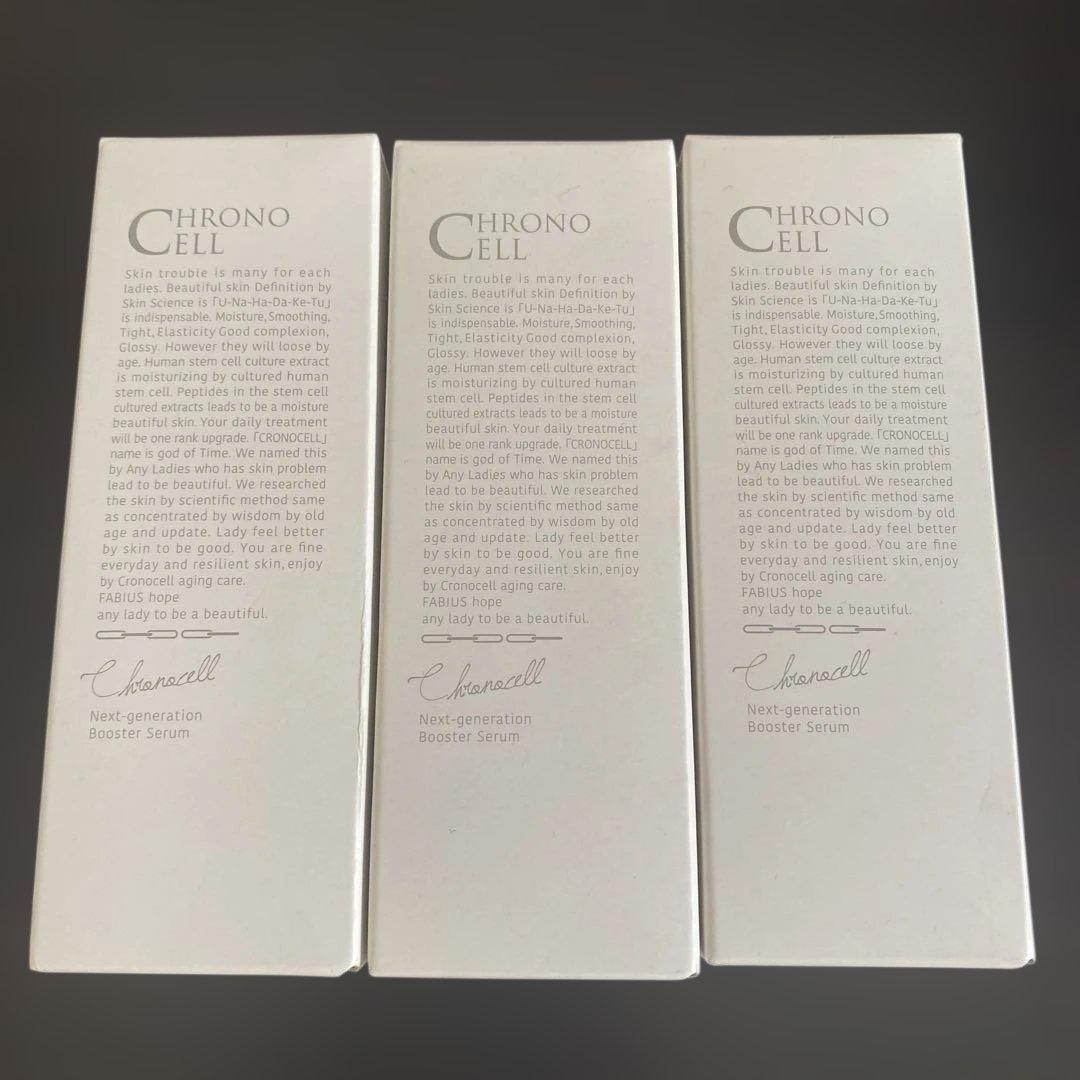 CHRONO
CELL
Skin trouble is many for each
ladies. Beautiful skin Definition by
Skin Science is「U-Na-Ha-Da-Ke-Tu」
is indispensable. Moisture, Smoothing,
Tight, Elasticity Good complexion,
Glossy. However they will loose by
age. Human stem cell culture extract
is moisturizing by cultured human
stem cell. Peptides in the stem cell
cultured extracts leads to be a moisture
beautiful skin. Your daily treatment
will be one rank upgrade.「CRONOCELL」
name is god of Time. We named this
by Any Ladies who has skin problem
lead to be beautiful. We researched
the skin by scientific method same
as concentrated by wisdom by old
age and update. Lady feel better
by skin to be good. You are fine
everyday and resilient skin, enjoy
by Cronocell aging care.
FABIUS hope
any lady to be a beautiful.
Chronocell
Next-generation
Booster Serum
CHRONO
CELL
Skin trouble is many for each
ladies. Beautiful skin Definition by
Skin Science is「U-Na-Ha-Da-Ke-Tu」
is indispensable. Moisture, Smoothing,
Tight, Elasticity Good complexion,
Glossy. However they will loose by
age. Human stem cell culture extract
is moisturizing by cultured human
stem cell. Peptides in the stem cell
cultured extracts leads to be a moisture
beautiful skin. Your daily treatment
will be one rank upgrade.「CRONOCELL」
name is god of Time. We named this
by Any Ladies who has skin problem
lead to be beautiful. We researched
the skin by scientific method same
as concentrated by wisdom by old
age and update. Lady feel better
by skin to be good. You are fine
everyday and resilient skin, enjoy
by Cronocell aging care.
FABIUS hope
any lady to be a beautiful.
Chronocell
Next-generation
Booster Serum
CHRONO
CELL
Skin trouble is many for each
ladies. Beautiful skin Definition by
Skin Science is「U-Na-Ha-Da-Ke-Tu」
is indispensable. Moisture, Smoothing,
Tight, Elasticity Good complexion,
Glossy. However they will loose by
age. Human stem cell culture extract
is moisturizing by cultured human
stem cell. Peptides in the stem cell
cultured extracts leads to be a moisture
beautiful skin. Your daily treatment
will be one rank upgrade.「CRONOCELL」
name is god of Time. We named this
by Any Ladies who has skin problem
lead to be beautiful. We researched
the skin by scientific method same
as concentrated by wisdom by old
age and update. Lady feel better
by skin to be good. You are fine
everyday and resilient skin, enjoy
by Cronocell aging care.
FABIUS hope
any lady to be a beautiful.
Chronocell
Next-generation
Booster Serum